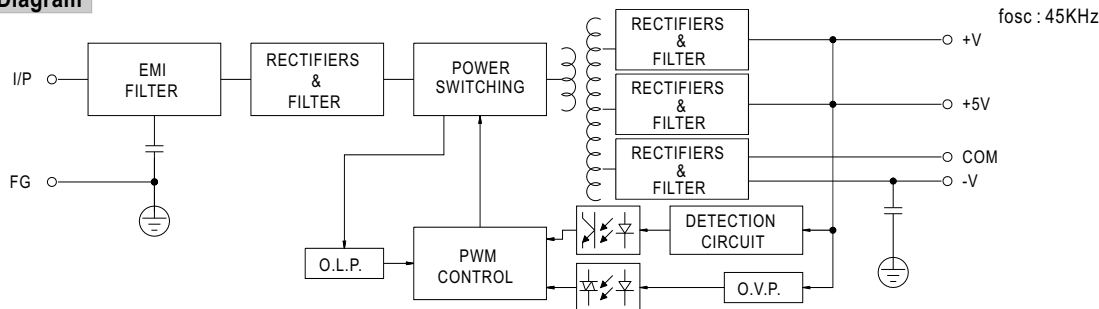 Diagram
fosc : 45KHz
I/P
EMI
FILTER
RECTIFIERS
&
FILTER
POWER
SWITCHING
RECTIFIERS
&
FILTER
+V
RECTIFIERS
&
FILTER
+5V
RECTIFIERS
&
FILTER
COM
-V
FG
DETECTION
CIRCUIT
O.L.P.
PWM
CONTROL
O.V.P.